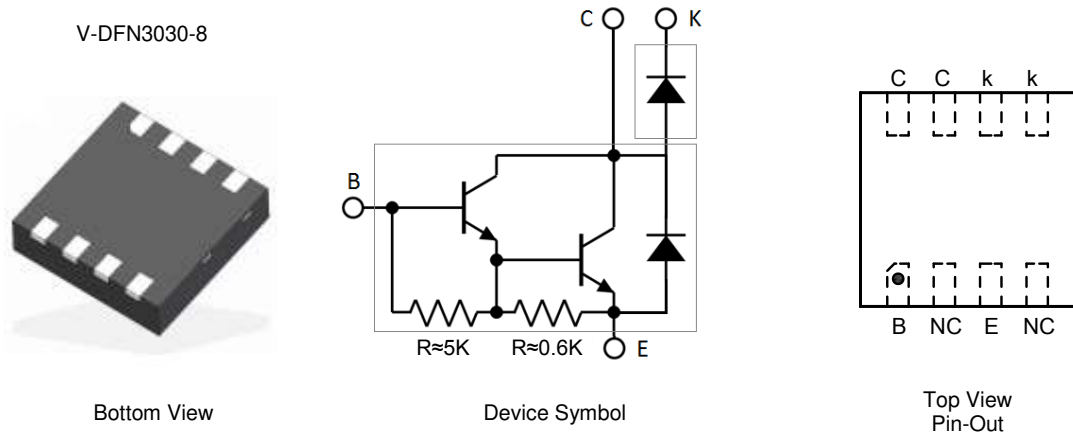 V-DFN3030-8
C K
B
R≈5K R≈0.6K
E
C C k k
B NC E NC
Bottom View
Device Symbol
Top View
Pin-Out